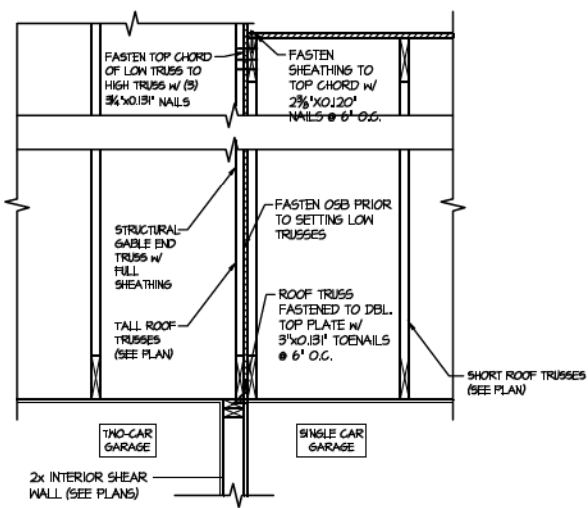 FASTEN TOP CHORD
OF LOW TRUSS TO
HIGH TRUSS W/ (3)
3¼"x0.131" NAILS
FASTEN
SHEATHING TO
TOP CHORD W/
2⅜"X0.120"
NAILS @ 6" O.C.
STRUCTURAL
GABLE END
TRUSS W/
FULL
SHEATHING
FASTEN OSB PRIOR
TO SETTING LOW
TRUSSES
TALL ROOF
TRUSSES
(SEE PLAN)
ROOF TRUSS
FASTENED TO DBL.
TOP PLATE W/
3"x0.131" TOENAILS
@ 6" O.C.
SHORT ROOF TRUSSES
(SEE PLAN)
TWO-CAR
GARAGE
SINGLE CAR
GARAGE
2x INTERIOR SHEAR
WALL (SEE PLANS)